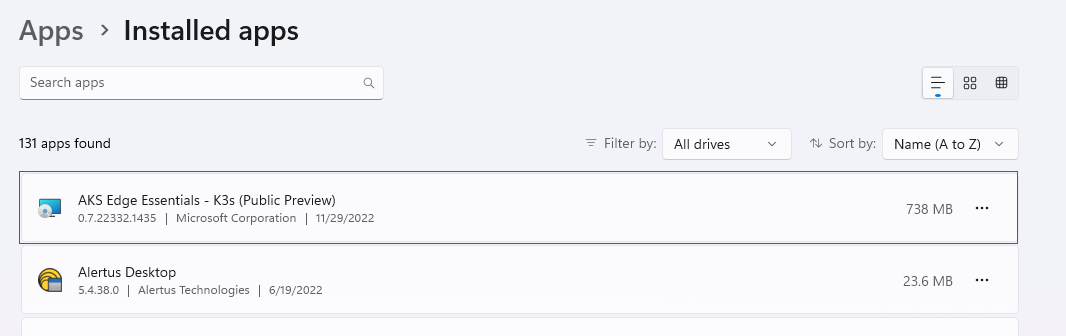 Apps > Installed apps
Search apps
131 apps found Filter by: All drives Sort by: Name (A to Z)
AKS Edge Essentials - K3s (Public Preview)
0.7.22332.1435 | Microsoft Corporation | 11/29/2022 738 MB
Alertus Desktop
5.4.38.0 | Alertus Technologies | 6/19/2022 23.6 MB